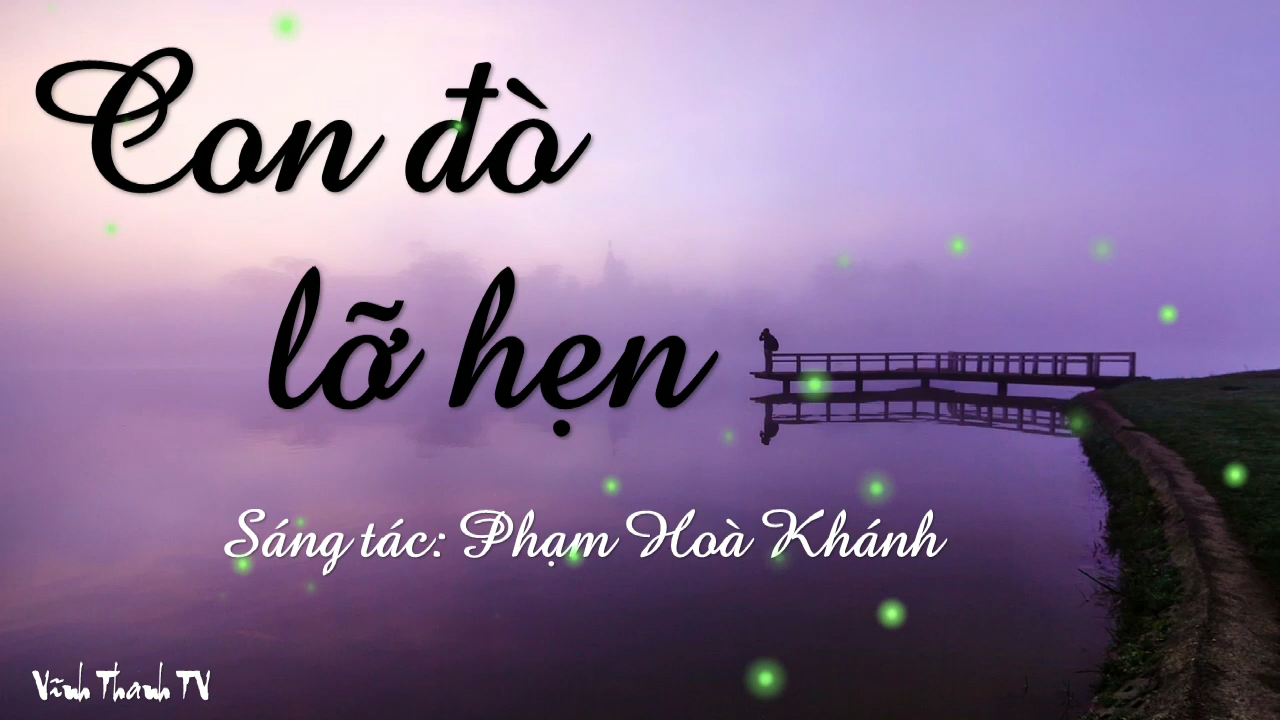 Con đò
lỡ hẹn
Sáng tác: Phạm Hoà Khánh
Vĩnh Thanh TV